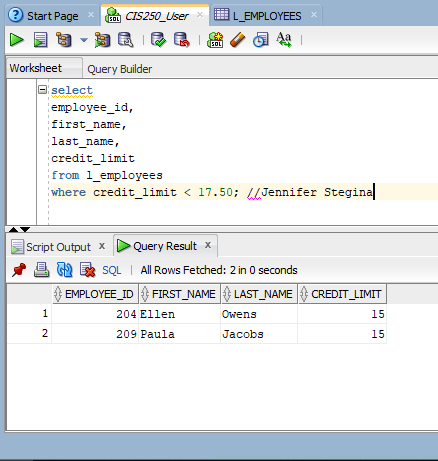 Start Page CIS250_User L_EMPLOYEES
SQL Aa
Worksheet Query Builder
select
employee_id,
first_name,
last_name,
credit_limit
from l_employees
where credit_limit < 17.50; //Jennifer Stegina
Script Output x Query Result x
SQL | All Rows Fetched: 2 in 0 seconds
EMPLOYEE_ID FIRST_NAME LAST_NAME CREDIT_LIMIT
1 204 Ellen Owens 15
2 209 Paula Jacobs 15